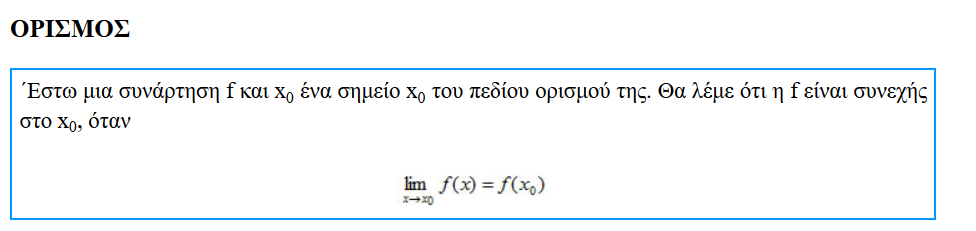 ΟΡΙΣΜΟΣ
Έστω μια συνάρτηση f και x₀ ένα σημείο x₀ του πεδίου ορισμού της. Θα λέμε ότι η f είναι συνεχής
στο x₀, όταν
lim f(x) = f(x₀)
x→x₀